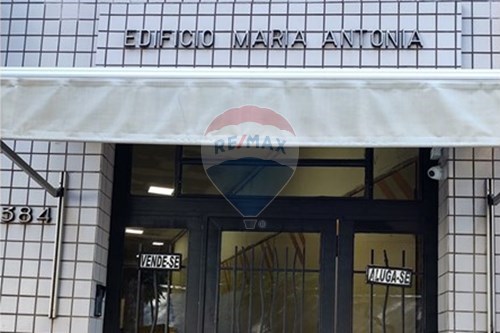 EDIFICIO MARIA ANTONIA
RE/MAX
384
VENDE-SE
ALUGA-SE